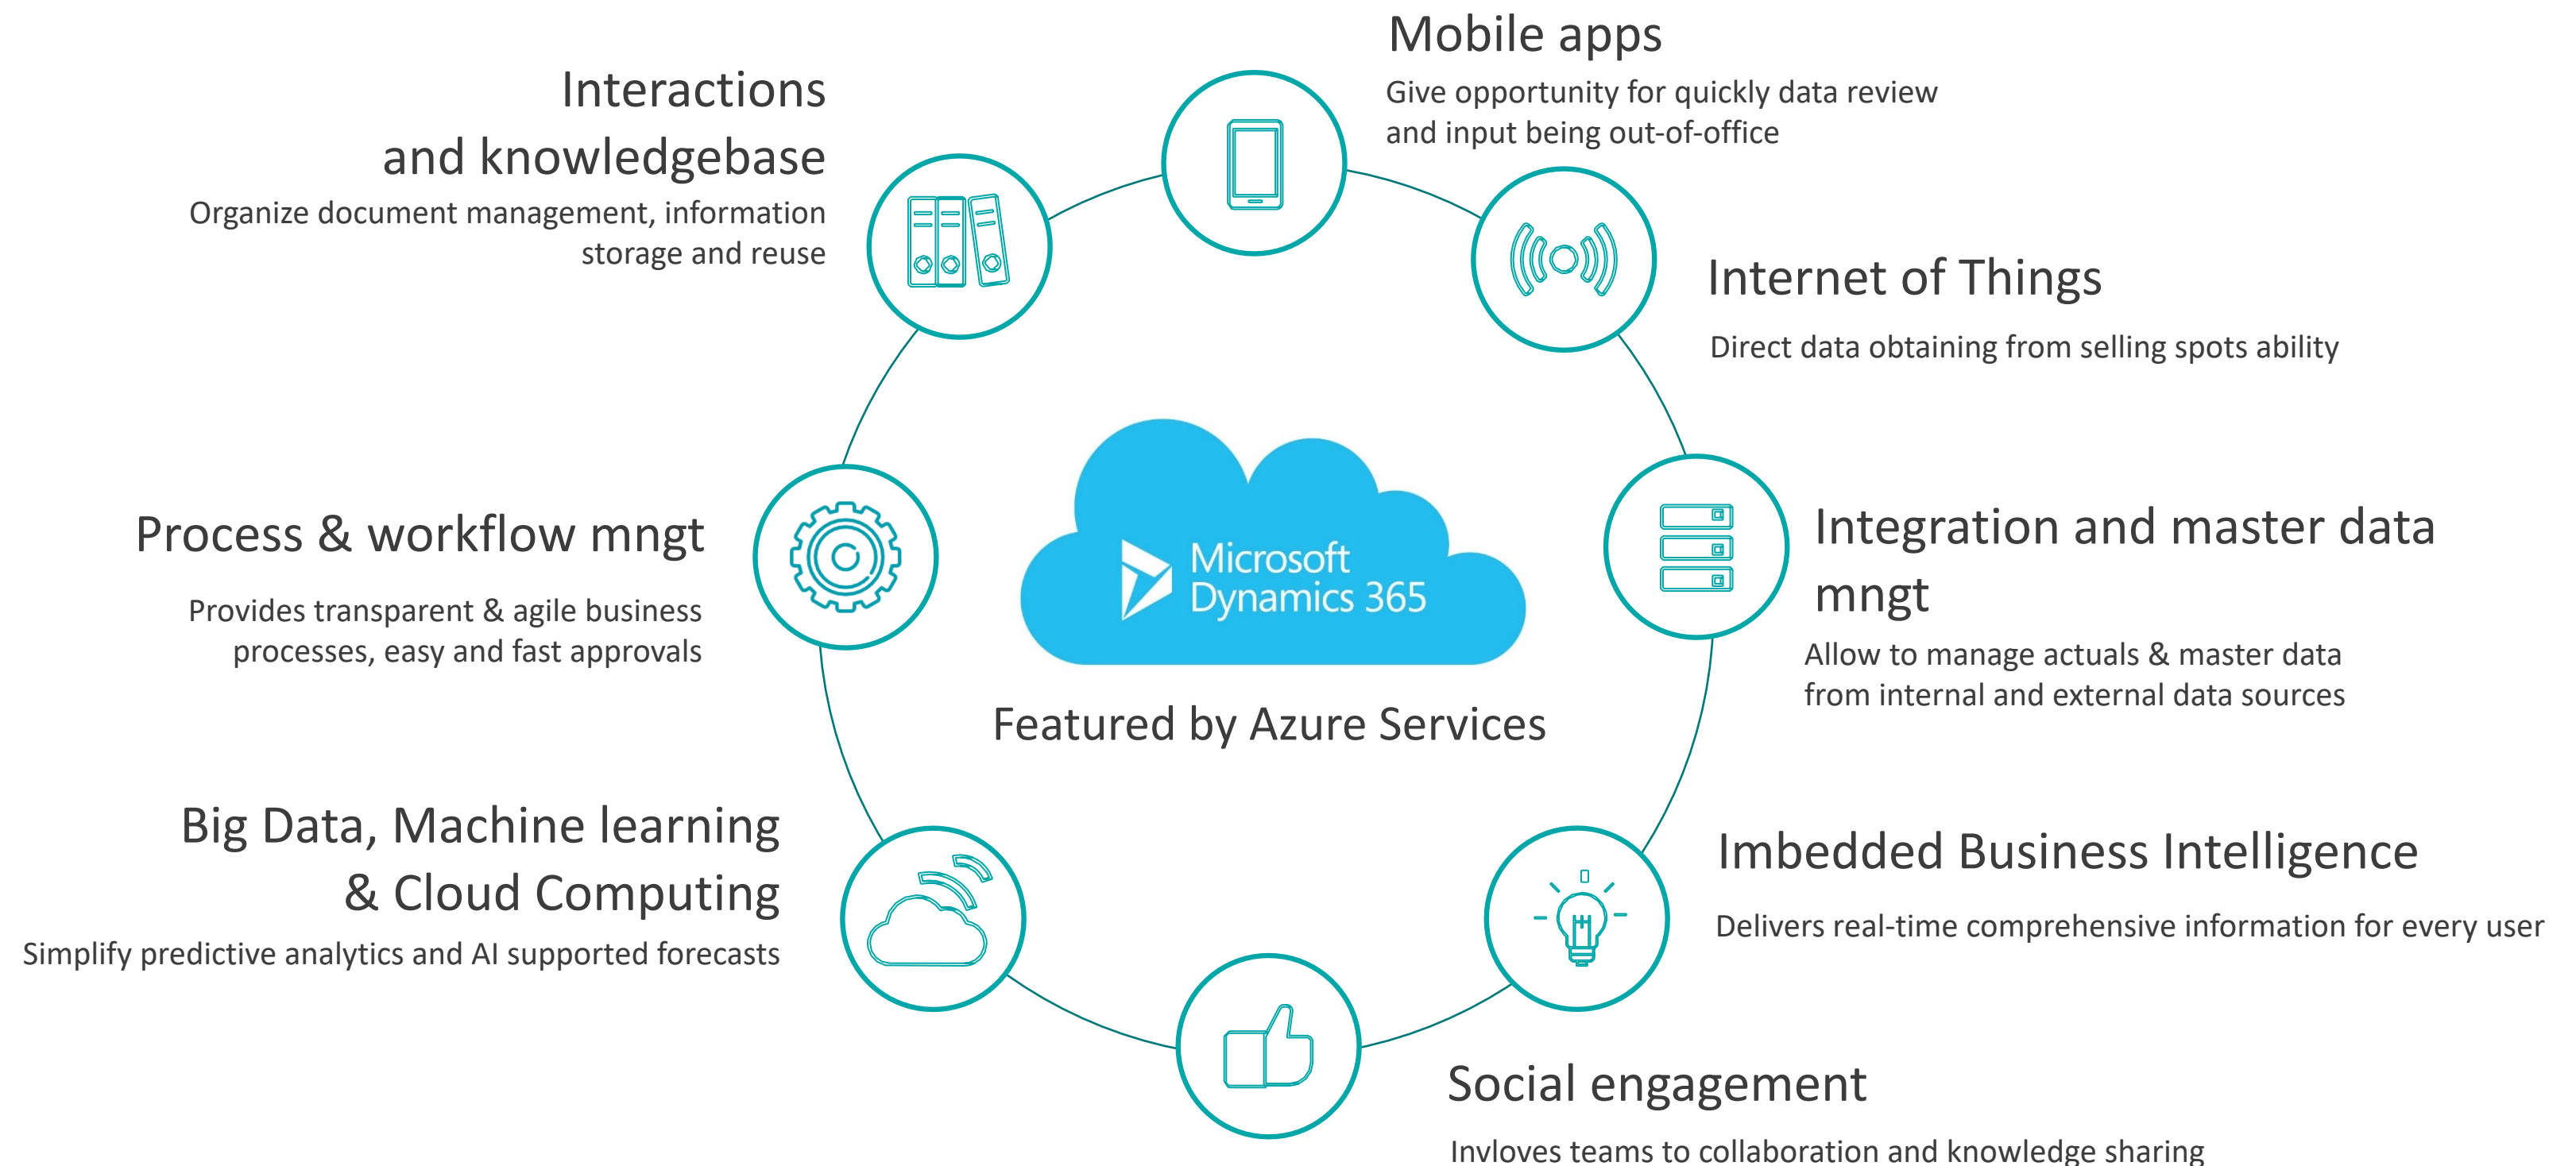 Mobile apps
Give opportunity for quickly data review
and input being out-of-office
Interactions
and knowledgebase
Organize document management, information
storage and reuse
Internet of Things
Direct data obtaining from selling spots ability
Process & workflow mngt
Provides transparent & agile business
processes, easy and fast approvals
Microsoft
Dynamics 365
Featured by Azure Services
Integration and master data
mngt
Allow to manage actuals & master data
from internal and external data sources
Big Data, Machine learning
& Cloud Computing
Simplify predictive analytics and AI supported forecasts
Imbedded Business Intelligence
Delivers real-time comprehensive information for every user
Social engagement
Invloves teams to collaboration and knowledge sharing